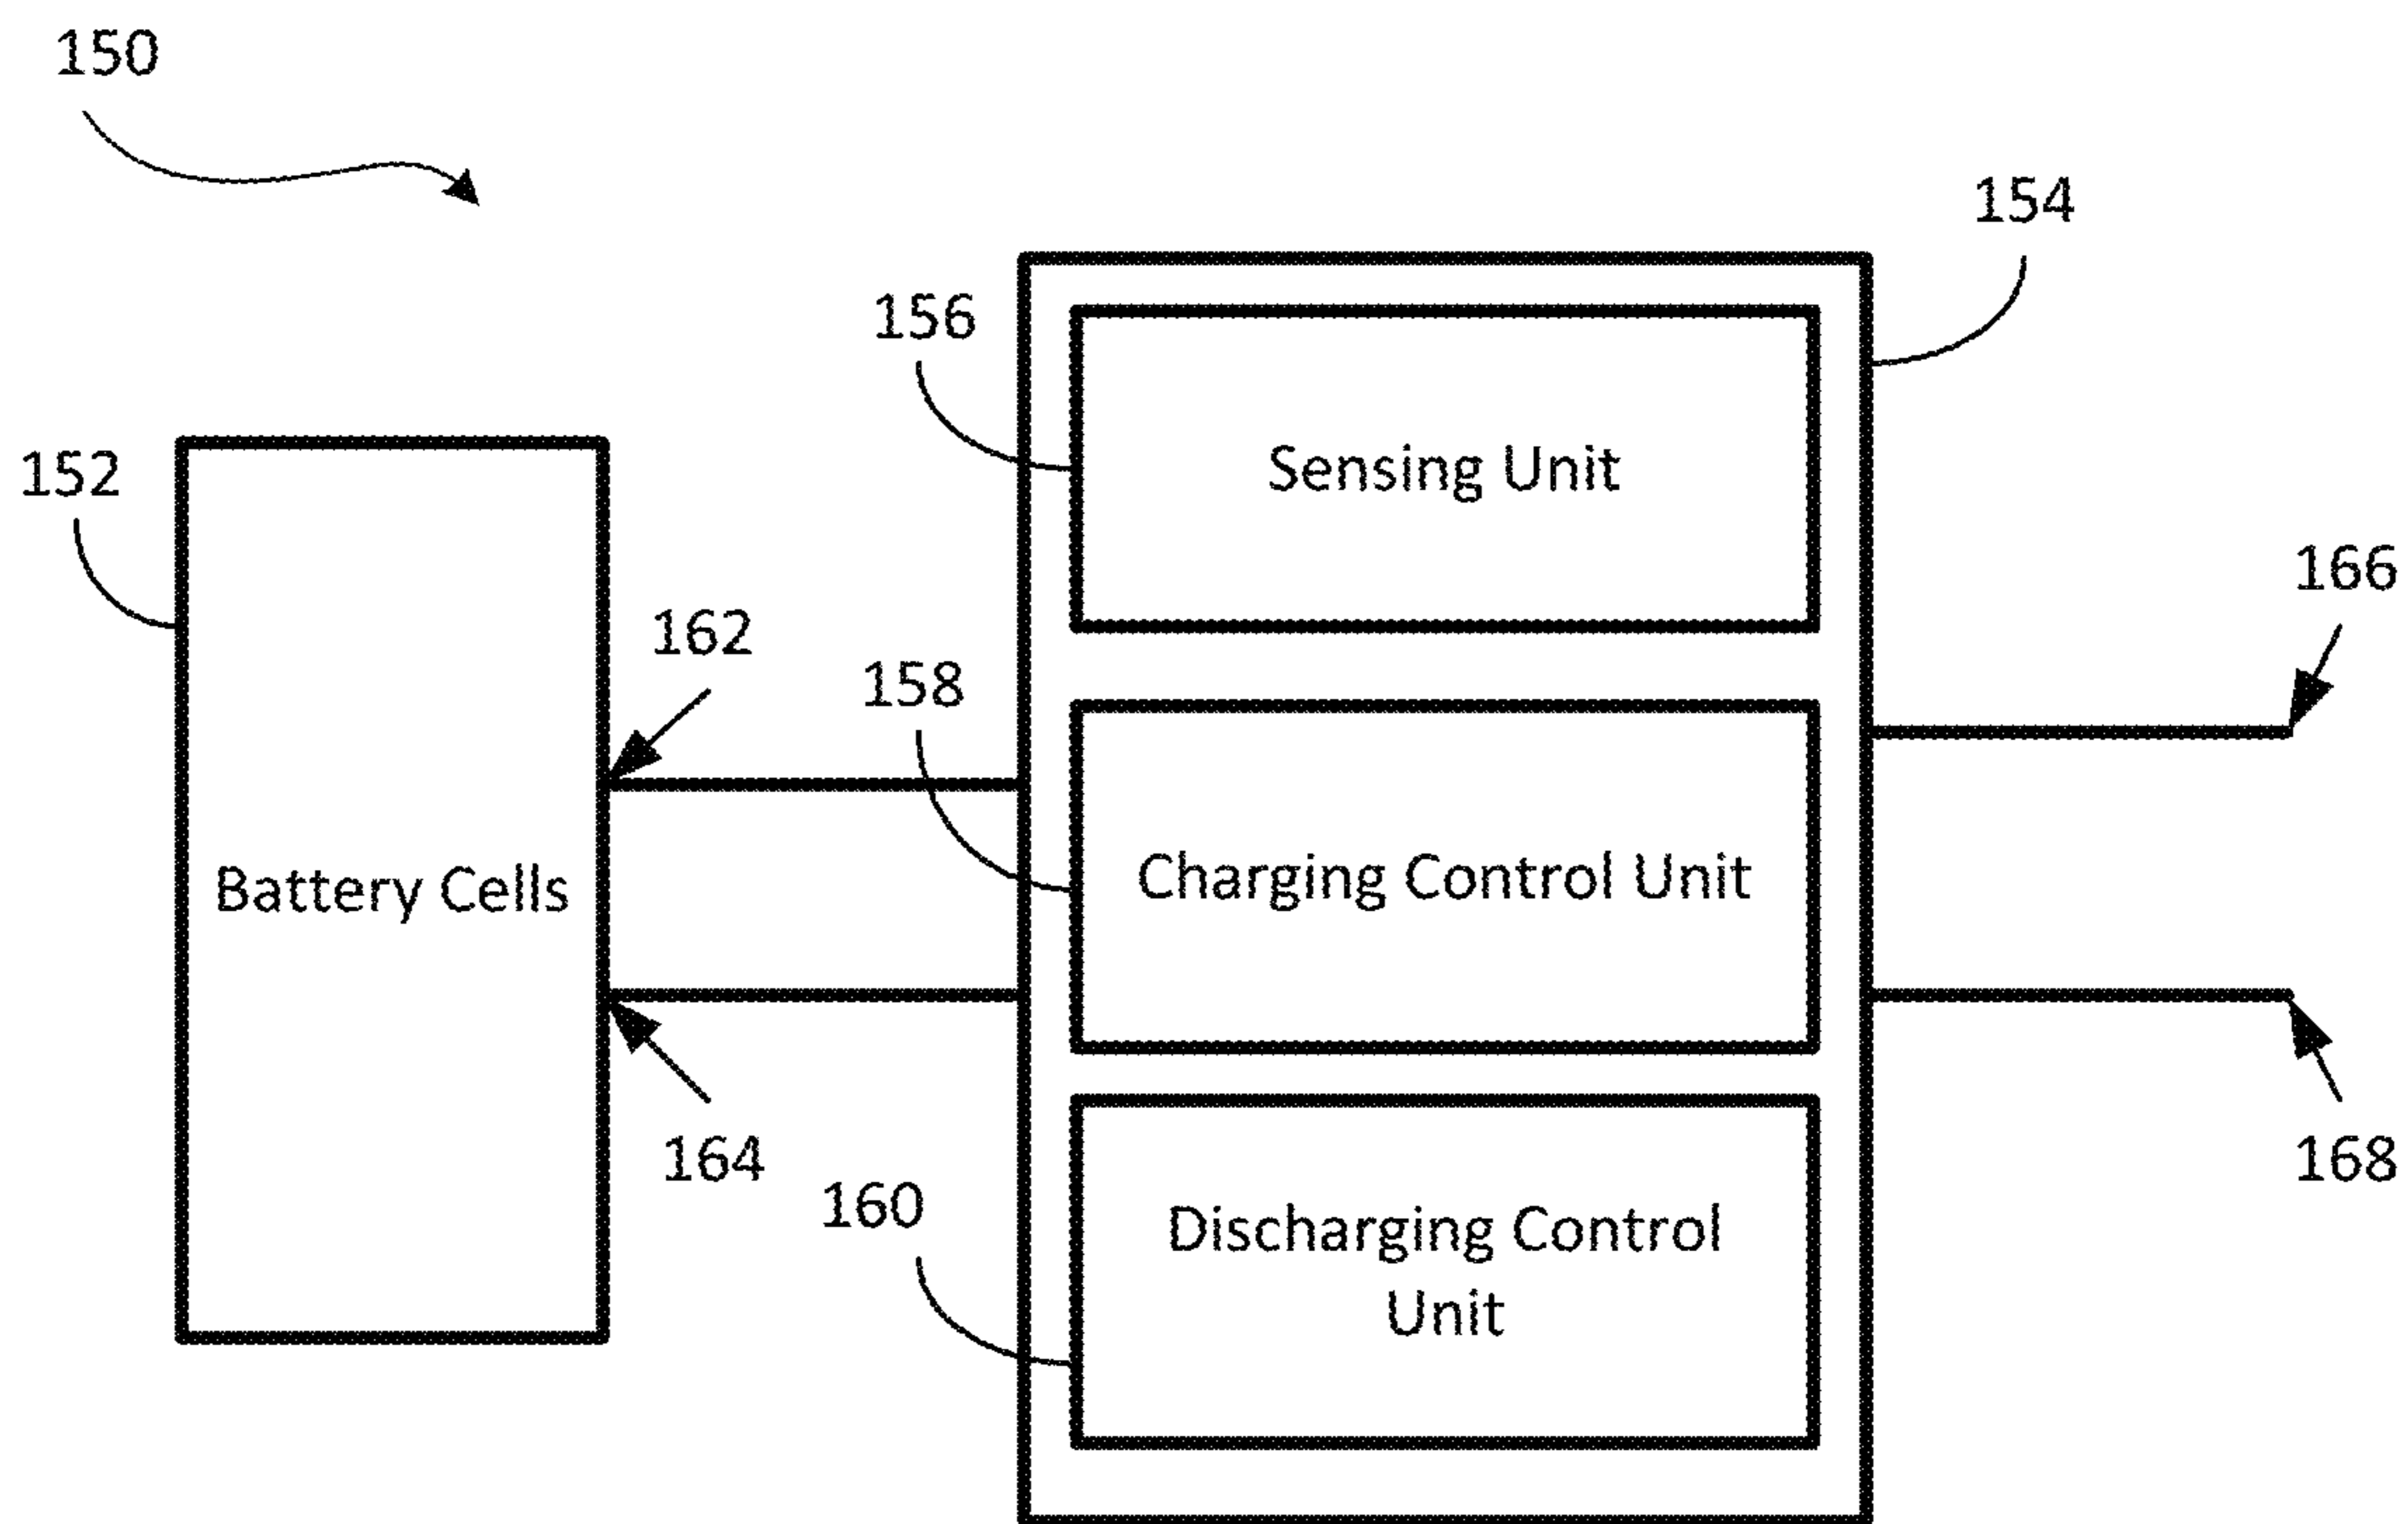 150
154
156
Sensing Unit
152
166
162
158
Charging Control Unit
Battery Cells
164
168
160
Discharging Control
Unit